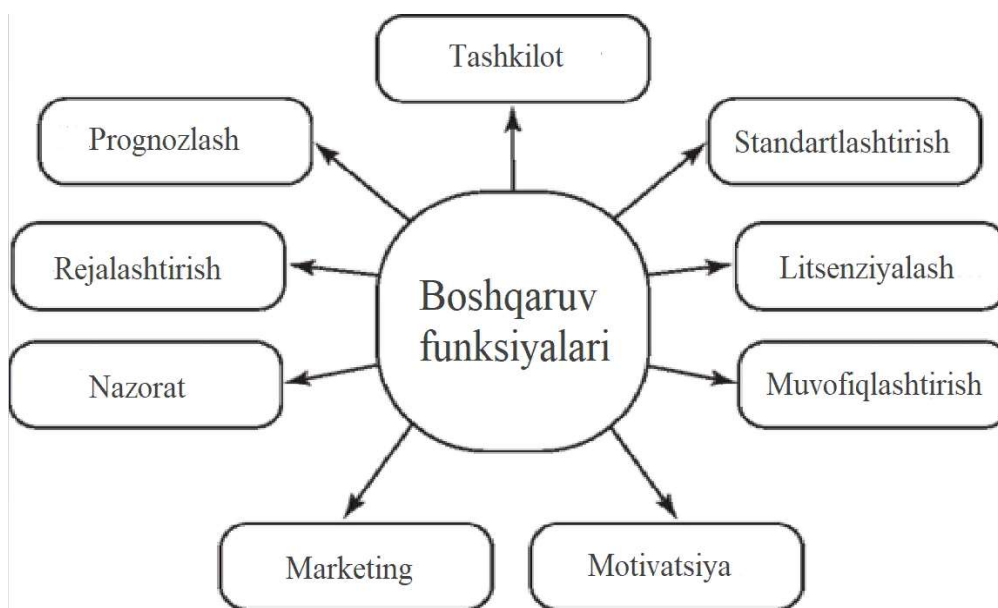 Tashkilot
Prognozlash
Standartlashtirish
Rejalashtirish
Litsenziyalash
Boshqaruv
funksiyalari
Nazorat
Muvofiqlashtirish
Marketing
Motivatsiya